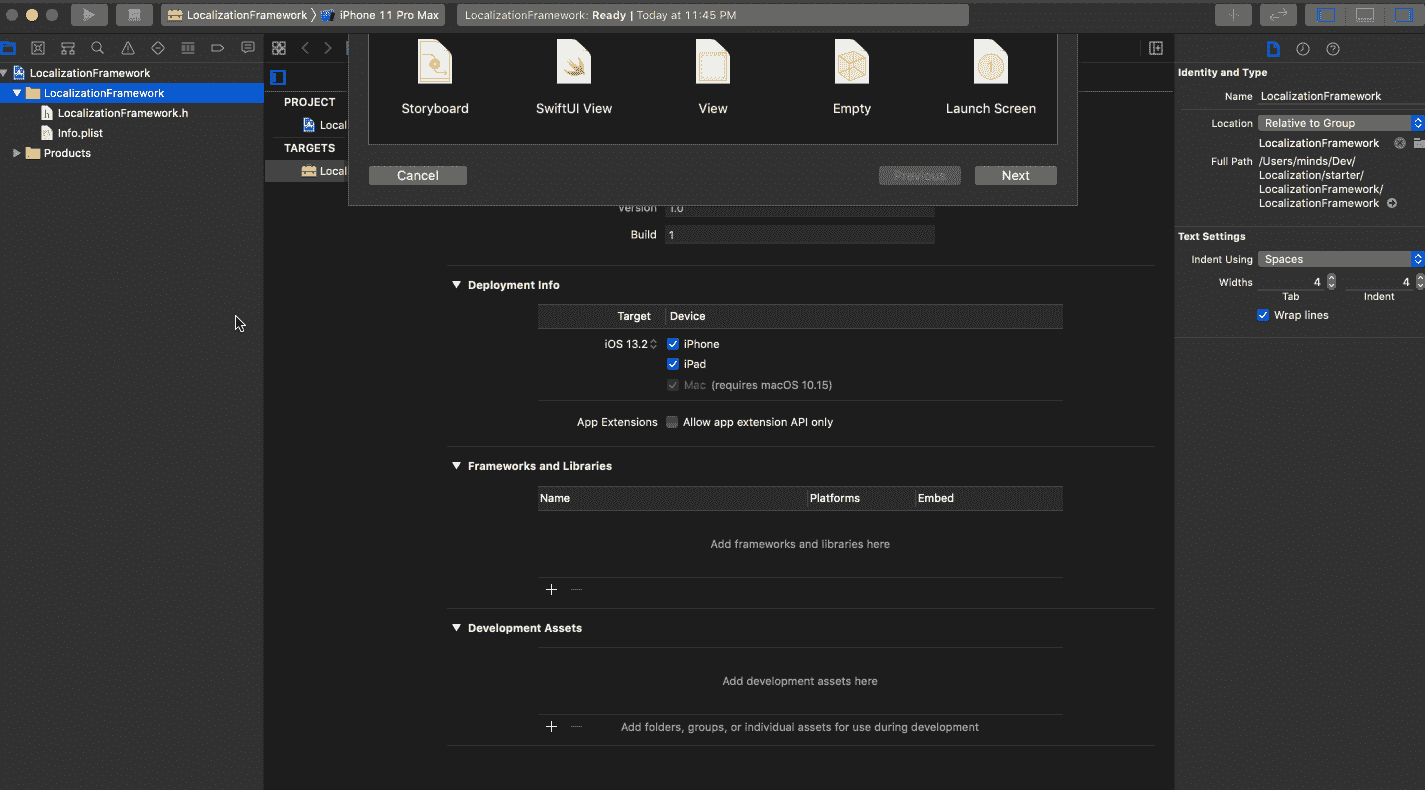 LocalizationFramework iPhone 11 Pro Max
LocalizationFramework: Ready | Today at 11:45 PM
LocalizationFramework
LocalizationFramework
LocalizationFramework.h
Info.plist
Products
PROJECT
Local
TARGETS
Local
Storyboard
SwiftUI View
View
Empty
Launch Screen
Cancel
Previous
Next
Version 1.0
Build 1
Deployment Info
Target Device
iOS 13.2 iPhone
iPad
Mac (requires macOS 10.15)
App Extensions Allow app extension API only
Frameworks and Libraries
Name Platforms Embed
Add frameworks and libraries here
Development Assets
Add development assets here
Add folders, groups, or individual assets for use during development
Identity and Type
Name LocalizationFramework
Location Relative to Group
LocalizationFramework
Full Path /Users/minds/Dev/
Localization/starter/
LocalizationFramework/
LocalizationFramework
Text Settings
Indent Using Spaces
Widths 4 4
Tab Indent
Wrap lines